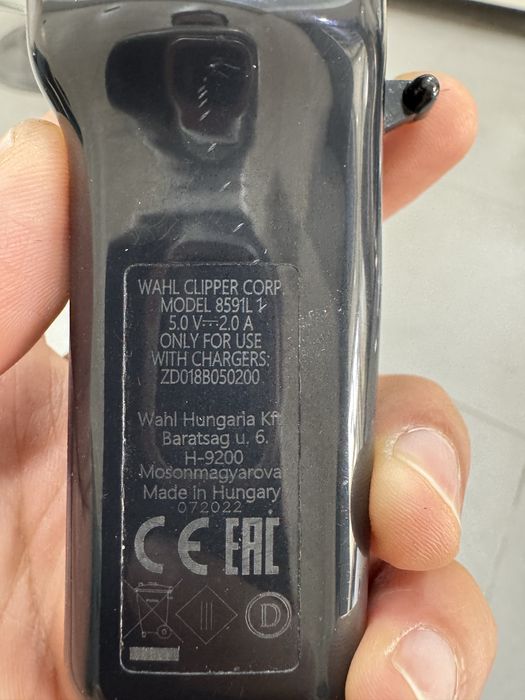 WAHL CLIPPER CORP.
MODEL 8591L
5.0 V⎓2.0 A
ONLY FOR USE
WITH CHARGERS:
ZD018B050200
Wahl Hungaria Kft.
Baratsag u. 6.
H-9200
Mosonmagyarova
Made in Hungary
072022
CE EAC
D